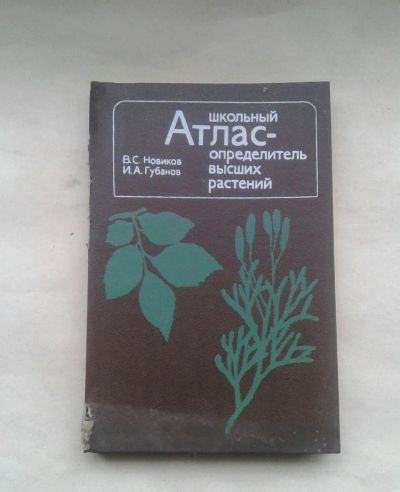 школьный
Атлас-
определитель
высших
растений
В.С. Новиков
И.А. Губанов